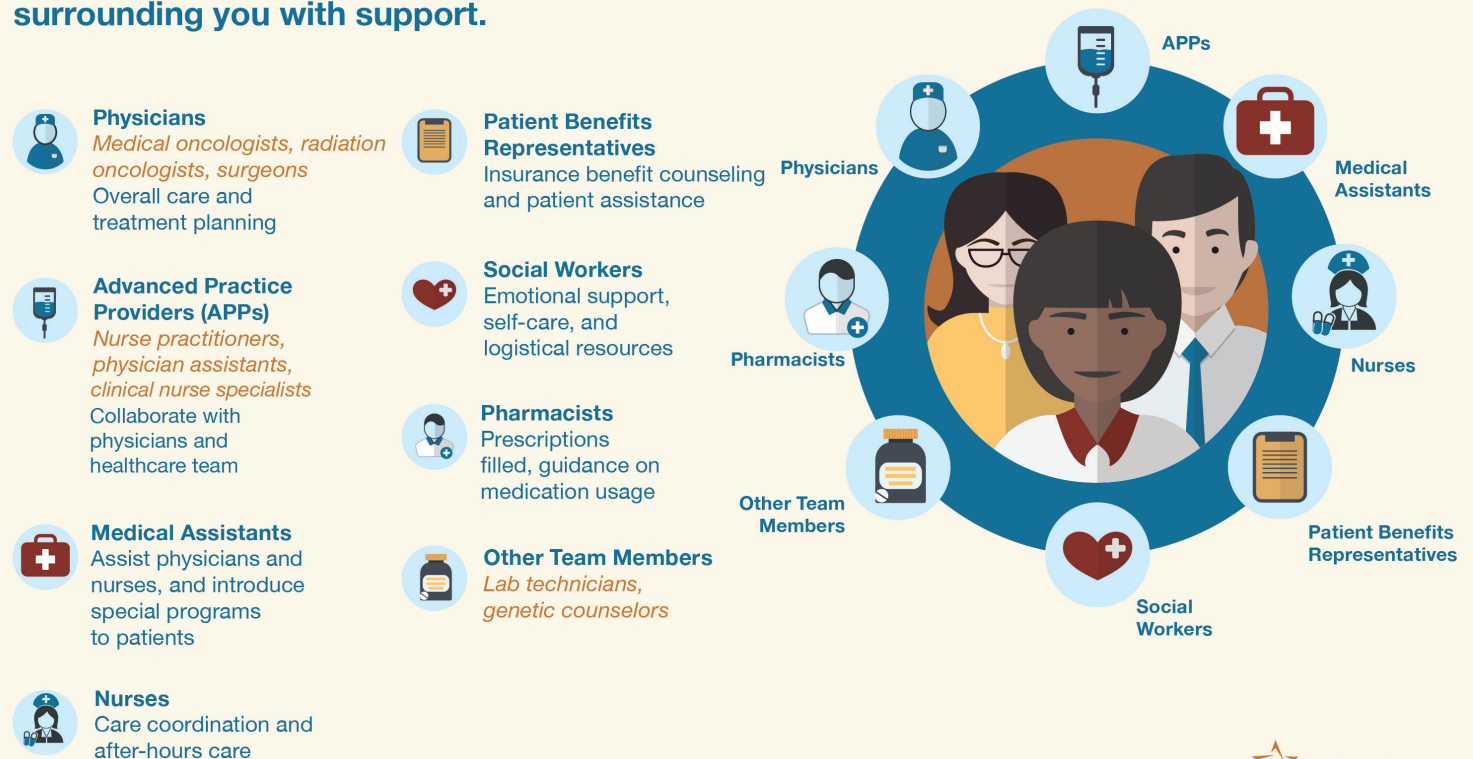 surrounding you with support.
Physicians
Medical oncologists, radiation
oncologists, surgeons
Overall care and
treatment planning
Advanced Practice
Providers (APPs)
Nurse practitioners,
physician assistants,
clinical nurse specialists
Collaborate with
physicians and
healthcare team
Medical Assistants
Assist physicians and
nurses, and introduce
special programs
to patients
Nurses
Care coordination and
after-hours care
Patient Benefits
Representatives
Insurance benefit counseling
and patient assistance
Social Workers
Emotional support,
self-care, and
logistical resources
Pharmacists
Prescriptions
filled, guidance on
medication usage
Other Team Members
Lab technicians,
genetic counselors
APPs
Medical
Assistants
Nurses
Patient Benefits
Representatives
Social
Workers
Other Team
Members
Pharmacists
Physicians